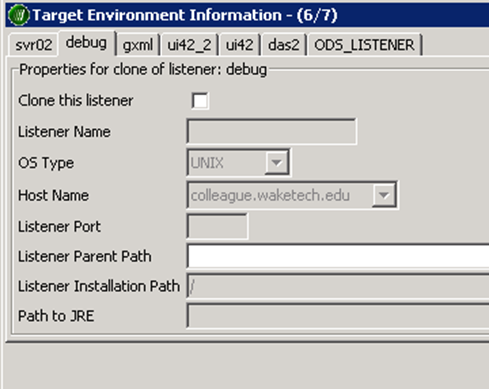 Target Environment Information - (6/7)
svr02 debug gxml ui42_2 ui42 das2 ODS_LISTENER
Properties for clone of listener: debug
Clone this listener
Listener Name
OS Type UNIX
Host Name colleague.waketech.edu
Listener Port
Listener Parent Path
Listener Installation Path /
Path to JRE